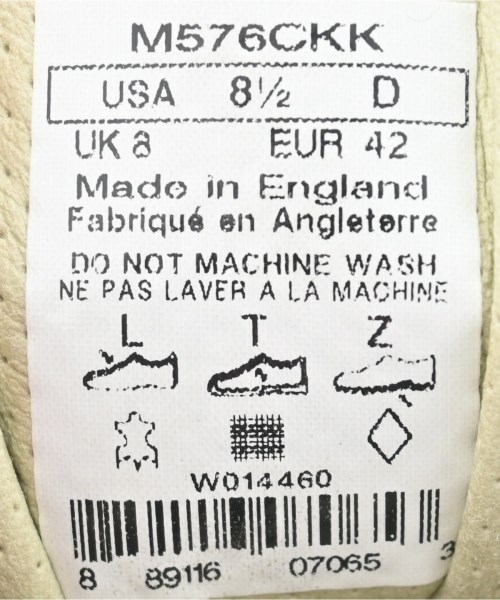 M576CKK
USA 8½ D
UK 8 EUR 42
Made in England
Fabriqué en Angleterre
DO NOT MACHINE WASH
NE PAS LAVER A LA MACHINE
L T Z
W014460
8 89116 07065 3